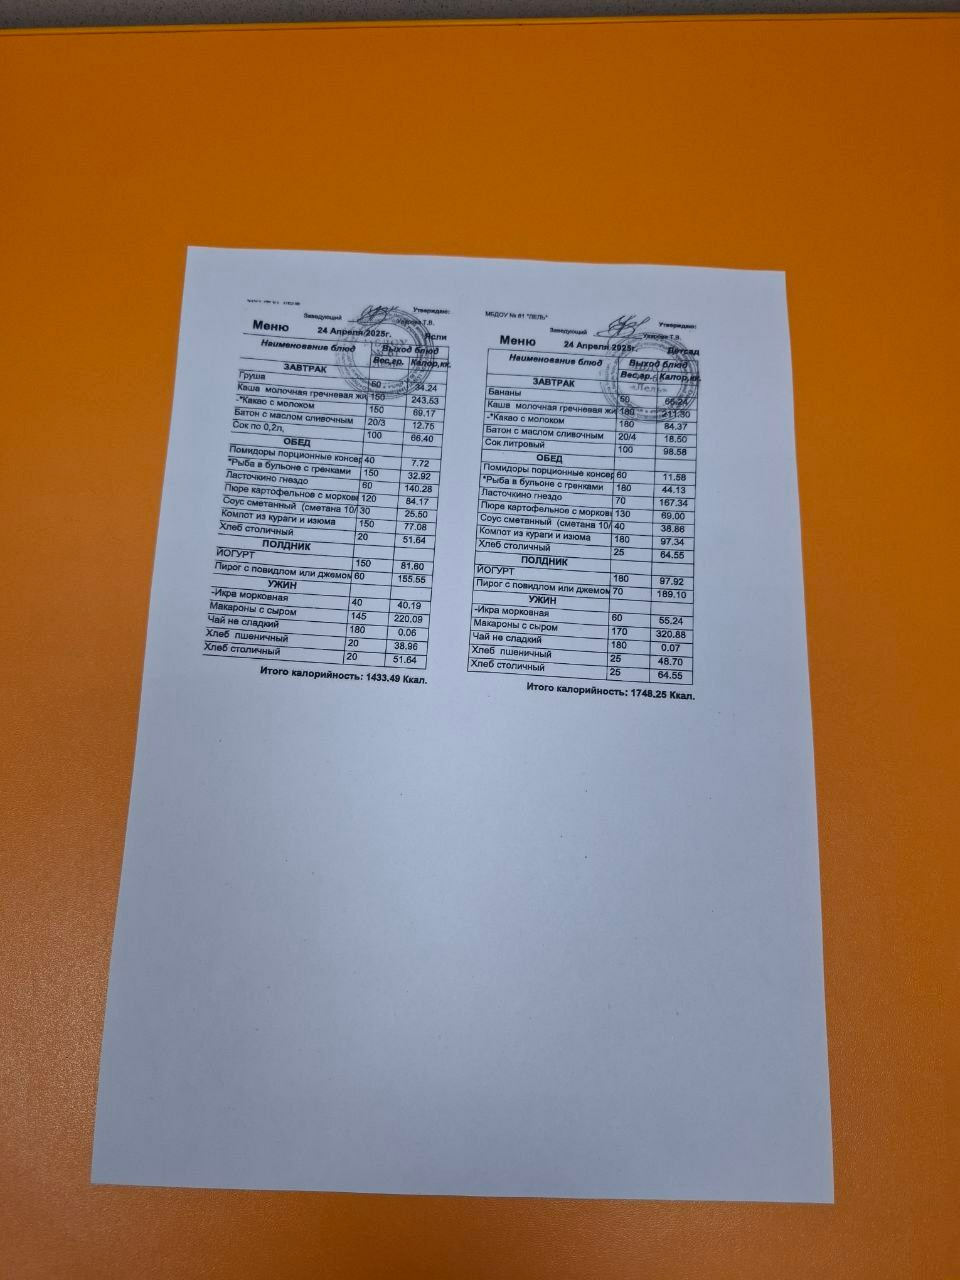 Утверждаю:
Заведующий
Меню 24 Апреля 2025г. Ясли
Наименование блюд Выход блюд
Вес,гр. Калор,кк.
ЗАВТРАК
Груша 60 34.24
Каша молочная гречневая жи 150 243.53
-*Какао с молоком 150 69.17
Батон с маслом сливочным 20/3 12.75
Сок по 0,2л, 100 66.40
ОБЕД
Помидоры порционные консер 40 7.72
*Рыба в бульоне с гренками 150 32.92
Ласточкино гнездо 60 140.28
Пюре картофельное с морков 120 84.17
Соус сметанный (сметана 10/ 30 25.50
Компот из кураги и изюма 150 77.08
Хлеб столичный 20 51.64
ПОЛДНИК
ЙОГУРТ 150 81.60
Пирог с повидлом или джемом 60 155.55
УЖИН
-Икра морковная 40 40.19
Макароны с сыром 145 220.09
Чай не сладкий 180 0.06
Хлеб пшеничный 20 38.96
Хлеб столичный 20 51.64
Итого калорийность: 1433.49 Ккал.
МБДОУ № 61 "ЛЕЛЬ"
Утверждаю:
Заведующий
Меню 24 Апреля 2025г. Детсад
Наименование блюд Выход блюд
Вес,гр. Калор,кк.
ЗАВТРАК
Бананы 60
Каша молочная гречневая жи 180 211.30
-*Какао с молоком 180 84.37
Батон с маслом сливочным 20/4 18.50
Сок литровый 100 98.58
ОБЕД
Помидоры порционные консер 60 11.58
*Рыба в бульоне с гренками 180 44.13
Ласточкино гнездо 70 167.34
Пюре картофельное с морков 130 69.00
Соус сметанный (сметана 10/ 40 38.86
Компот из кураги и изюма 180 97.34
Хлеб столичный 25 64.55
ПОЛДНИК
ЙОГУРТ 180 97.92
Пирог с повидлом или джемом 70 189.10
УЖИН
-Икра морковная 60 55.24
Макароны с сыром 170 320.88
Чай не сладкий 180 0.07
Хлеб пшеничный 25 48.70
Хлеб столичный 25 64.55
Итого калорийность: 1748.25 Ккал.